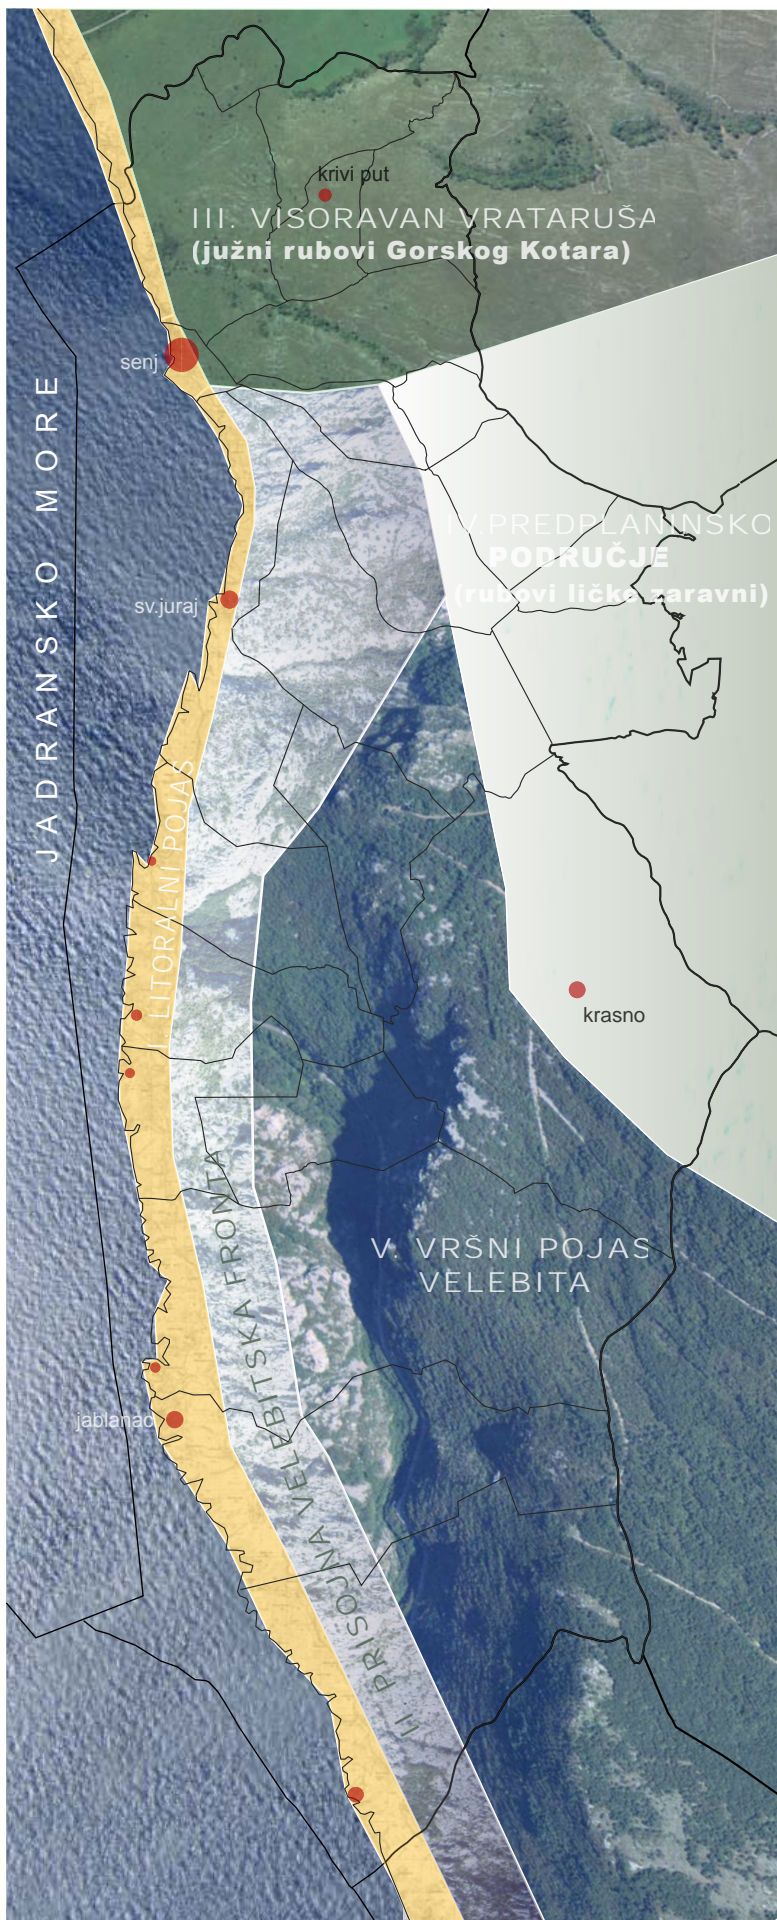 krivi put
III. VISORAVAN VRATARUŠA
(južni rubovi Gorskog Kotara)
senj
JADRANSKO MORE
IV.PREDPLANINSKO
PODRUČJE
(rubovi ličke zaravni)
sv.juraj
I. LITORALNI POJAS
krasno
V. VRŠNI POJAS
VELEBITA
II PRISOJNA VELEBITSKA FRONTA
jablanac